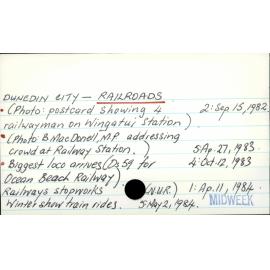 DUNEDIN CITY — RAILROADS
• (Photo: postcard showing 4 2: Sep 15, 1982.
railwayman on Wingatui Station)
• (Photo: B. MacDonell, M.P. addressing
crowd at Railway Station.) 5: Ap. 27, 1983.
• Biggest loco arrives (Ds 59 for 4: Oct. 12, 1983
Ocean Beach Railway)
Railways stopworks (N.U.R.) 1: Ap. 11, 1984.
Winter show train rides. 5: May 2, 1984.
MIDWEEK